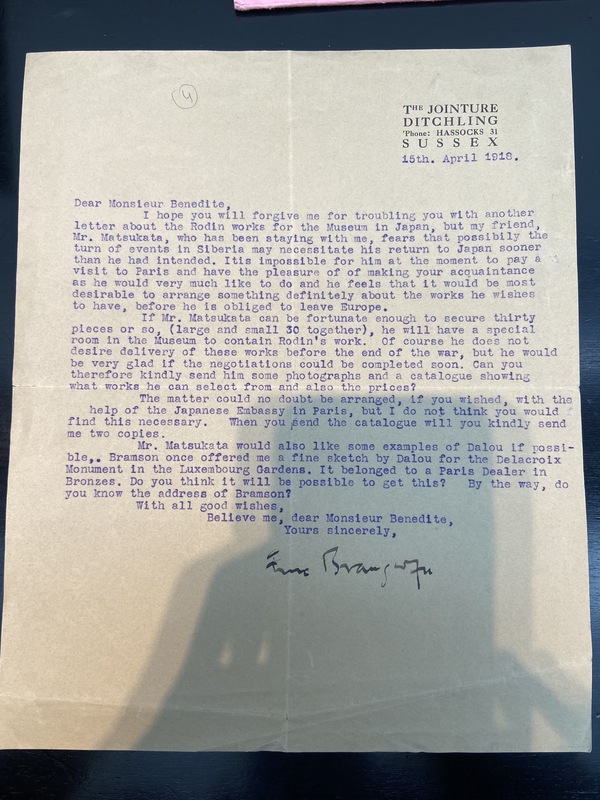 4
THE JOINTURE
DITCHLING
'Phone: HASSOCKS 31
SUSSEX
15th. April 1918.
Dear Monsieur Benedite,
I hope you will forgive me for troubling you with another
letter about the Rodin works for the Museum in Japan, but my friend,
Mr. Matsukata, who has been staying with me, fears that possibily the
turn of events in Siberia may necessitate his return to Japan sooner
than he had intended. Itis impossible for him at the moment to pay a
visit to Paris and have the pleasure of of making your acquaintance
as he would very much like to do and he feels that it would be most
desirable to arrange something definitely about the works he wishes
to have, before he is obliged to leave Europe.
If Mr. Matsukata can be fortunate enough to secure thirty
pieces or so, (large and small 30 together), he will have a special
room in the Museum to contain Rodin's work. Of course he does not
desire delivery of these works before the end of the war, but he would
be very glad if the negotiations could be completed soon. Can you
therefore kindly send him some photographs and a catalogue showing
what works he can select from and also the prices?
The matter could no doubt be arranged, if you wished, with the
help of the Japanese Embassy in Paris, but I do not think you would
find this necessary. When you send the catalogue will you kindly send
me two copies.
Mr. Matsukata would also like some examples of Dalou if possi-
ble,. Bramson once offered me a fine sketch by Dalou for the Delacroix
Monument in the Luxembourg Gardens. It belonged to a Paris Dealer in
Bronzes. Do you think it will be possible to get this? By the way, do
you know the address of Bramson?
With all good wishes,
Believe me, dear Monsieur Benedite,
Yours sincerely,